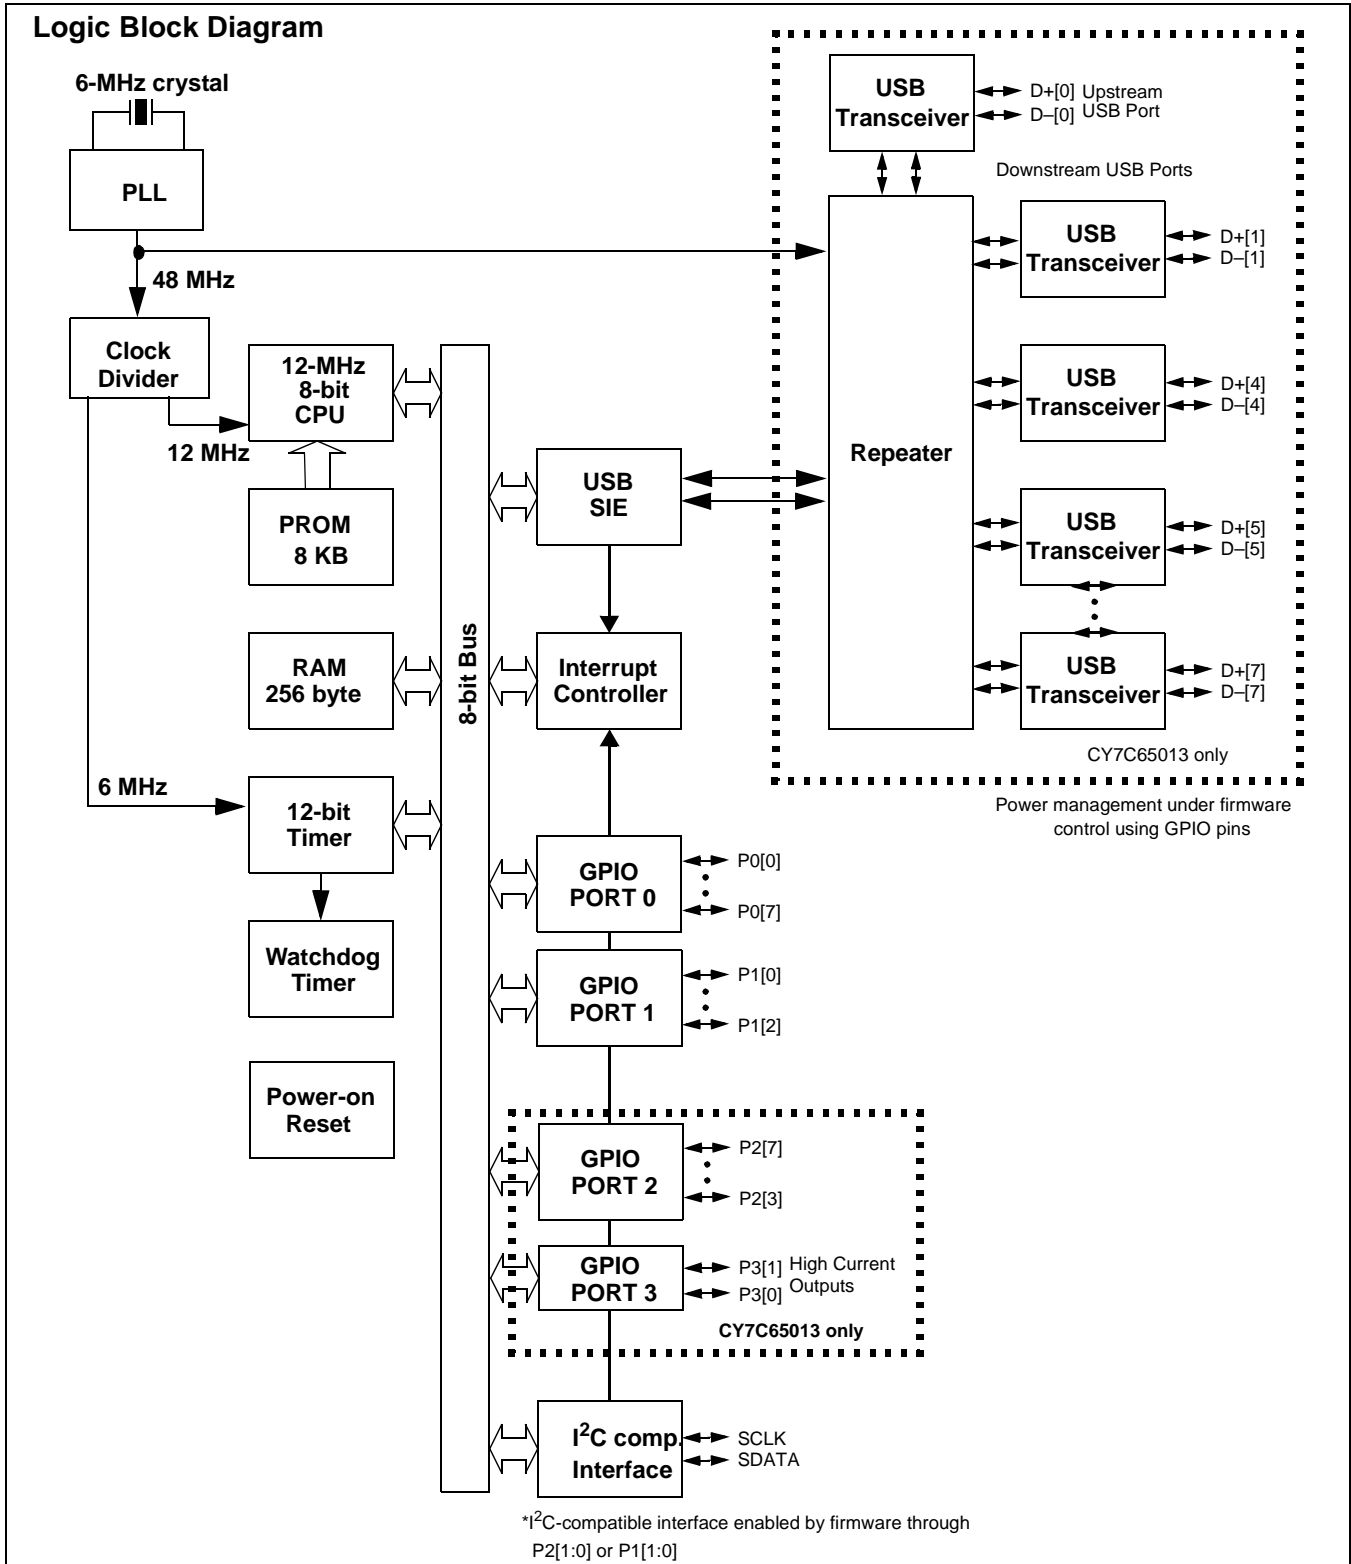 Logic Block Diagram
6-MHz crystal
PLL
48 MHz
Clock
Divider
12-MHz
8-bit
CPU
12 MHz
PROM
8 KB
RAM
256 byte
6 MHz
12-bit
Timer
Watchdog
Timer
Power-on
Reset
8-bit Bus
USB
SIE
Interrupt
Controller
GPIO
PORT 0
P0[0]
P0[7]
GPIO
PORT 1
P1[0]
P1[2]
GPIO
PORT 2
P2[7]
P2[3]
GPIO
PORT 3
P3[1] High Current
P3[0] Outputs
CY7C65013 only
I2C comp.
Interface
SCLK
SDATA
*I2C-compatible interface enabled by firmware through
P2[1:0] or P1[1:0]
USB
Transceiver
D+[0] Upstream
D–[0] USB Port
Downstream USB Ports
Repeater
USB
Transceiver
D+[1]
D–[1]
USB
Transceiver
D+[4]
D–[4]
USB
Transceiver
D+[5]
D–[5]
USB
Transceiver
D+[7]
D–[7]
CY7C65013 only
Power management under firmware
control using GPIO pins